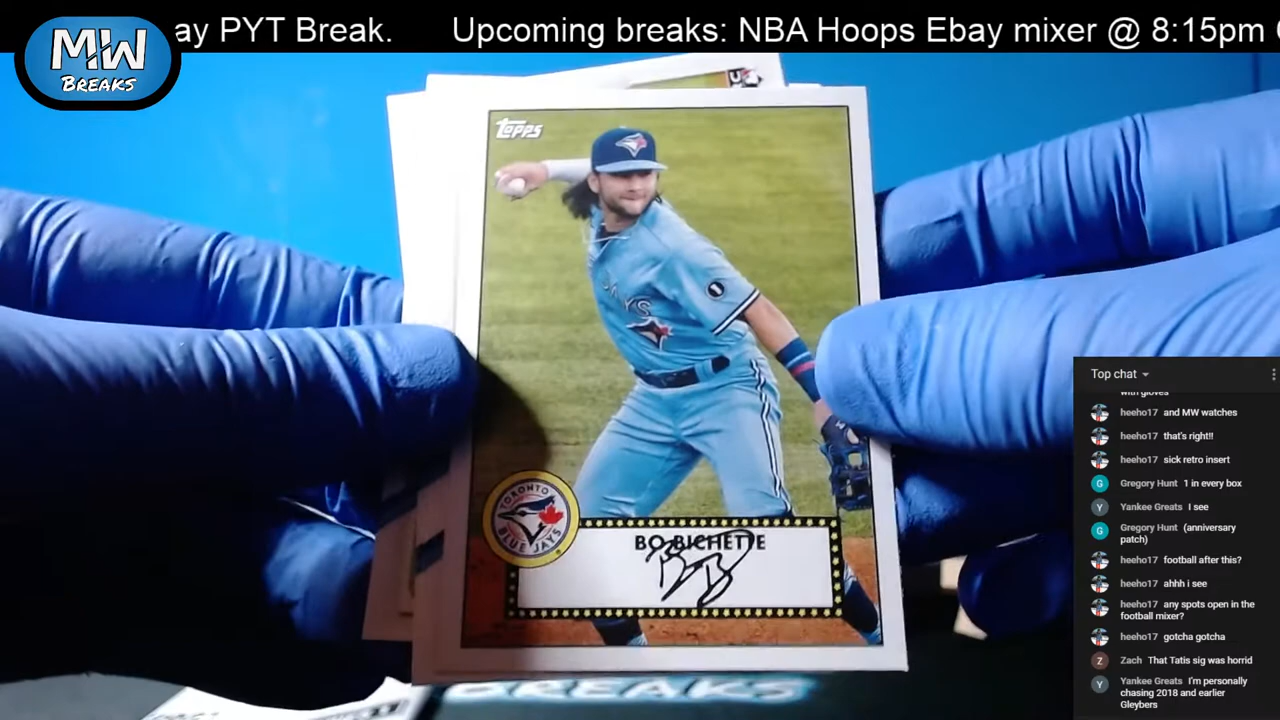 ay PYT Break. Upcoming breaks: NBA Hoops Ebay mixer @ 8:15pm
MW
BREAKS
Topps
TORONTO
BLUE JAYS
BO BICHETTE
BREAKS
Top chat
with gloves
heeho17 and MW watches
heeho17 that's right!!
heeho17 sick retro insert
G Gregory Hunt 1 in every box
Y Yankee Greats I see
G Gregory Hunt (anniversary
patch)
heeho17 football after this?
heeho17 ahhh i see
heeho17 any spots open in the
football mixer?
heeho17 gotcha gotcha
Z Zach That Tatis sig was horrid
Y Yankee Greats I'm personally
chasing 2018 and earlier
Gleybers